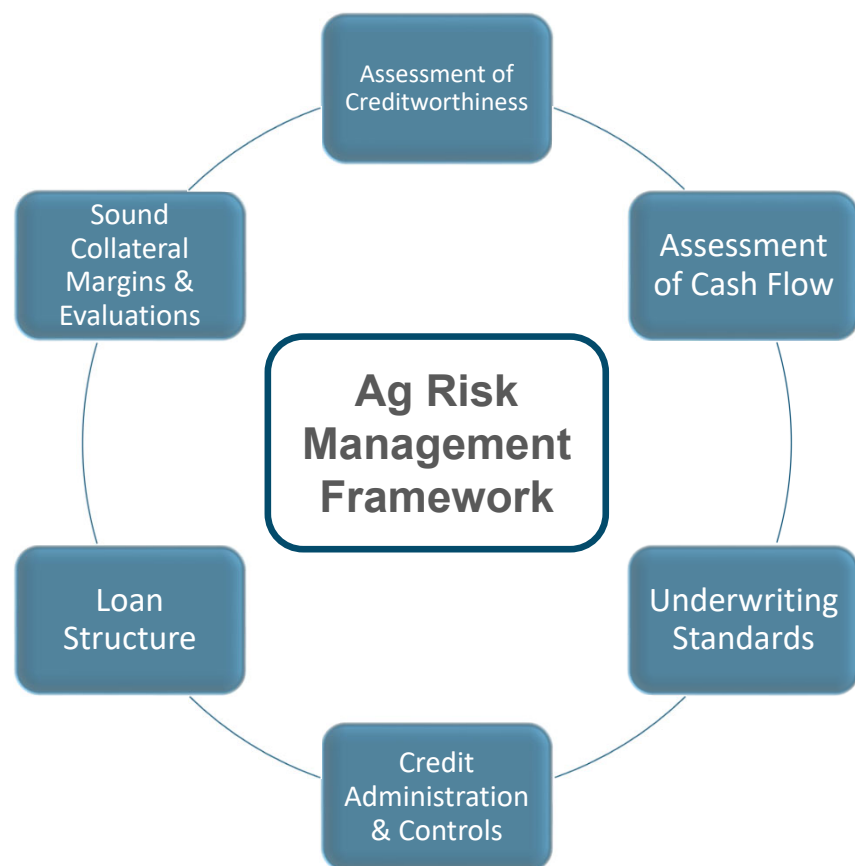 Assessment of
Creditworthiness
Assessment
of Cash Flow
Underwriting
Standards
Credit
Administration
& Controls
Loan
Structure
Sound
Collateral
Margins &
Evaluations
Ag Risk
Management
Framework